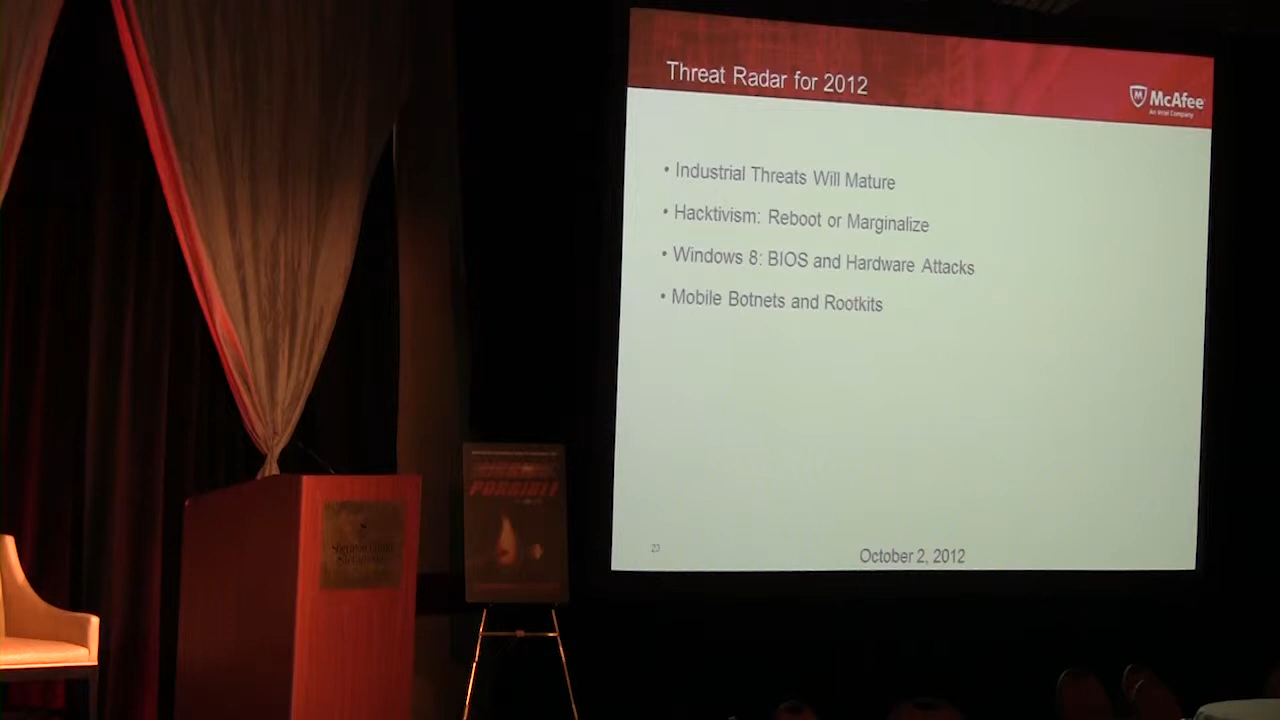 Threat Radar for 2012
McAfee
An Intel Company
• Industrial Threats Will Mature
• Hacktivism: Reboot or Marginalize
• Windows 8: BIOS and Hardware Attacks
• Mobile Botnets and Rootkits
October 2, 2012
POSSIBLE